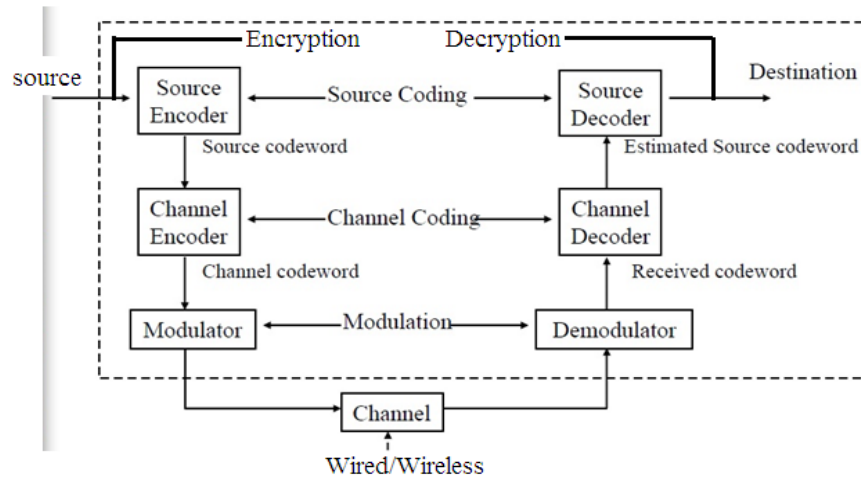 Encryption
Decryption
source
Destination
Source
Encoder
Source Coding
Source
Decoder
Source codeword
Estimated Source codeword
Channel
Encoder
Channel Coding
Channel
Decoder
Channel codeword
Received codeword
Modulator
Modulation
Demodulator
Channel
Wired/Wireless